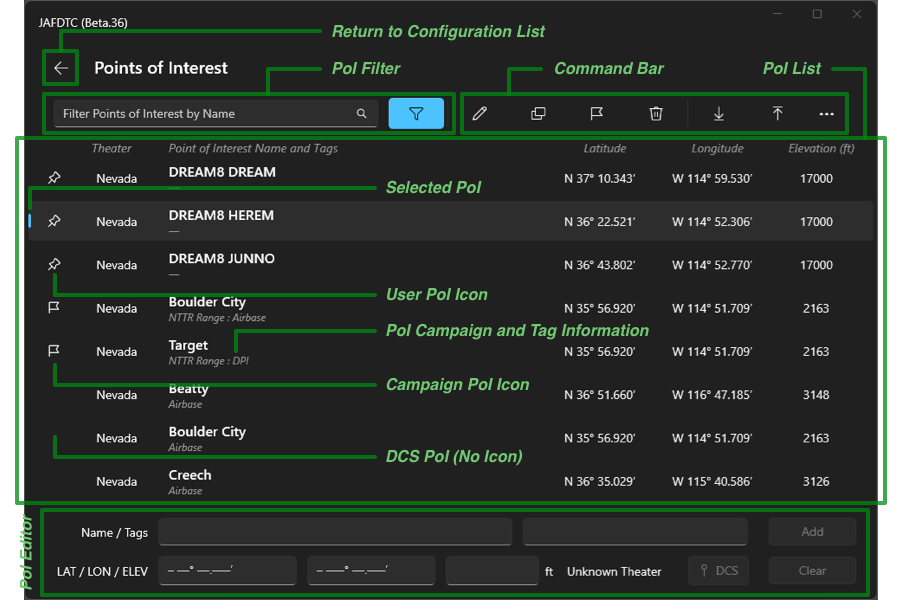 JAFDTC (Beta.36)
Return to Configuration List
Points of Interest
PoI Filter
Command Bar
PoI List
Filter Points of Interest by Name
Theater Point of Interest Name and Tags Latitude Longitude Elevation (ft)
Nevada DREAM8 DREAM N 37° 10.343’ W 114° 59.530’ 17000
—
Selected PoI
Nevada DREAM8 HEREM N 36° 22.521’ W 114° 52.306’ 17000
—
Nevada DREAM8 JUNNO N 36° 43.802’ W 114° 52.770’ 17000
—
User PoI Icon
Nevada Boulder City N 35° 56.920’ W 114° 51.709’ 2163
NTTR Range : Airbase
PoI Campaign and Tag Information
Nevada Target N 35° 56.920’ W 114° 51.709’ 2163
NTTR Range : DPI
Campaign PoI Icon
Nevada Beatty N 36° 51.660’ W 116° 47.185’ 3148
Airbase
Nevada Boulder City N 35° 56.920’ W 114° 51.709’ 2163
Airbase
DCS PoI (No Icon)
Nevada Creech N 36° 35.029’ W 115° 40.586’ 3126
Airbase
PoI Editor
Name / Tags Add
LAT / LON / ELEV – ––° ––.–––’ – –––° ––.–––’ ft Unknown Theater DCS Clear